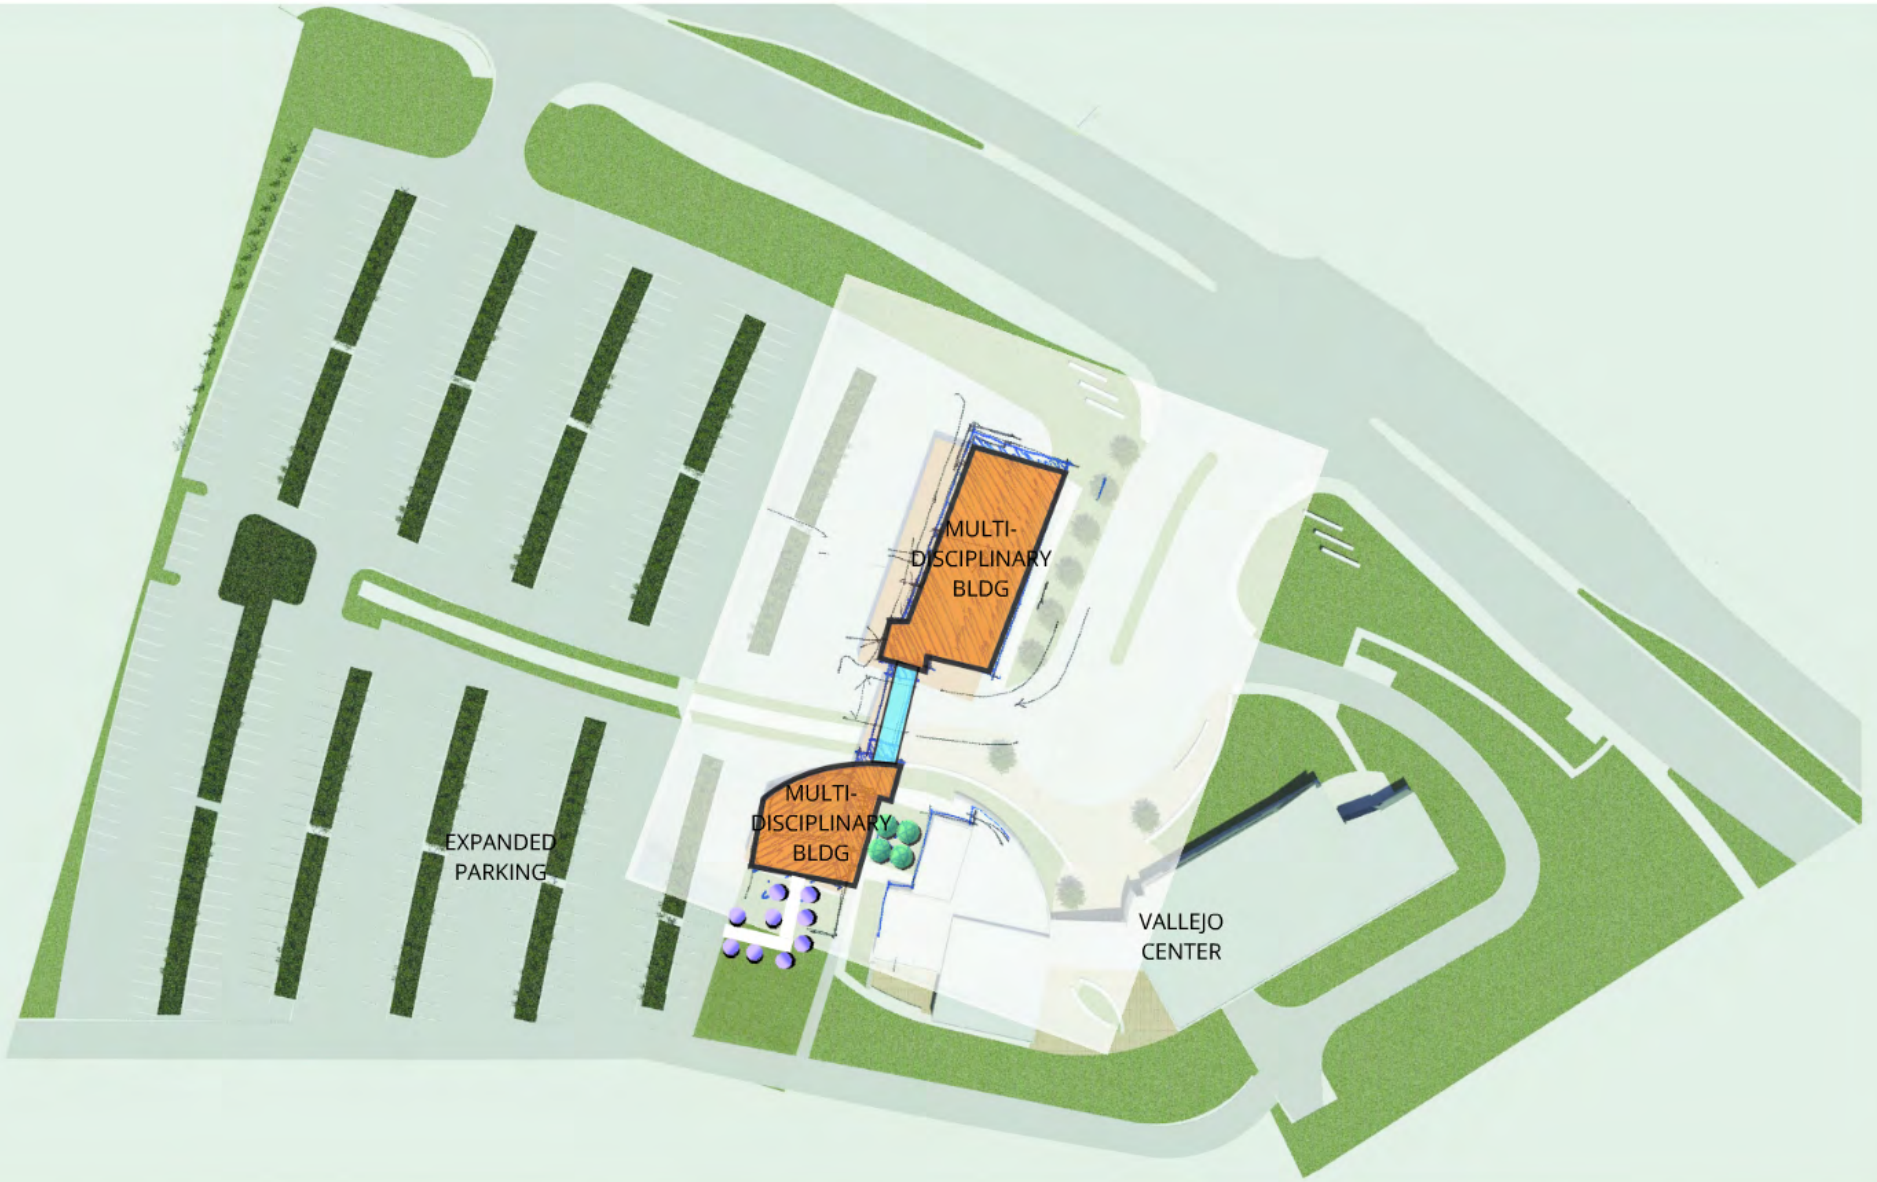 MULTI-
DISCIPLINARY
BLDG
MULTI-
DISCIPLINARY
BLDG
EXPANDED
PARKING
VALLEJO
CENTER